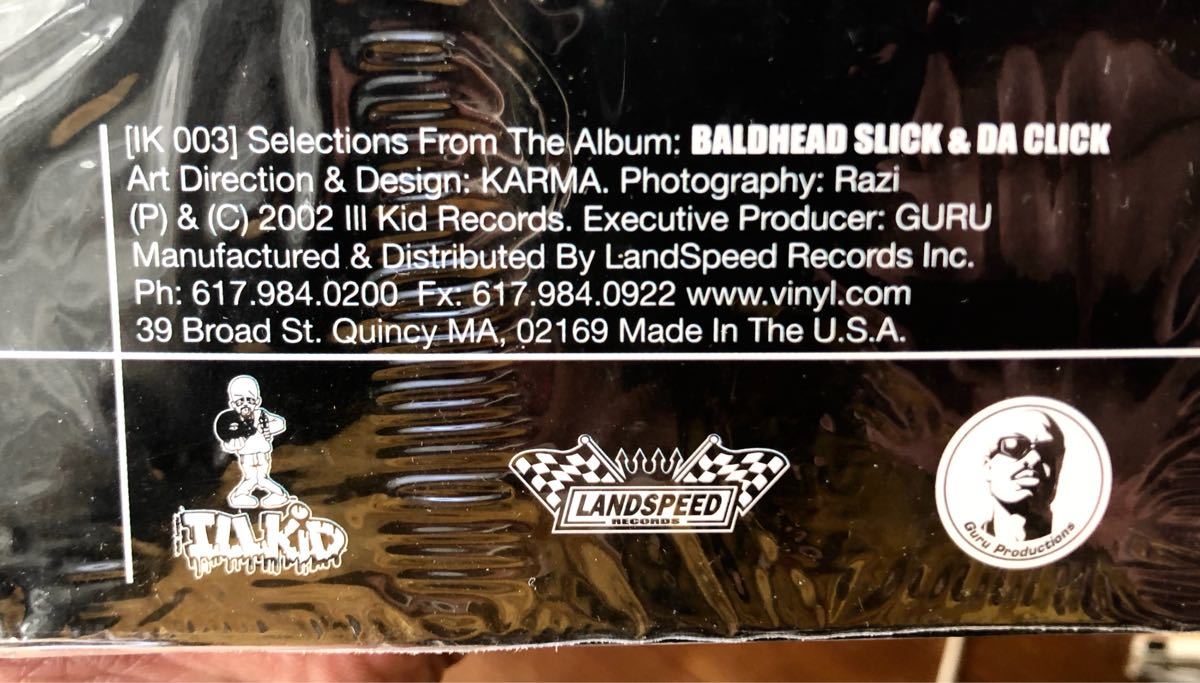 [IK 003] Selections From The Album: BALDHEAD SLICK & DA CLICK
Art Direction & Design: KARMA. Photography: Razi
(P) & (C) 2002 Ill Kid Records. Executive Producer: GURU
Manufactured & Distributed By LandSpeed Records Inc.
Ph: 617.984.0200 Fx: 617.984.0922 www.vinyl.com
39 Broad St. Quincy MA, 02169 Made In The U.S.A.
ILL KiD
LANDSPEED
RECORDS
Guru Productions